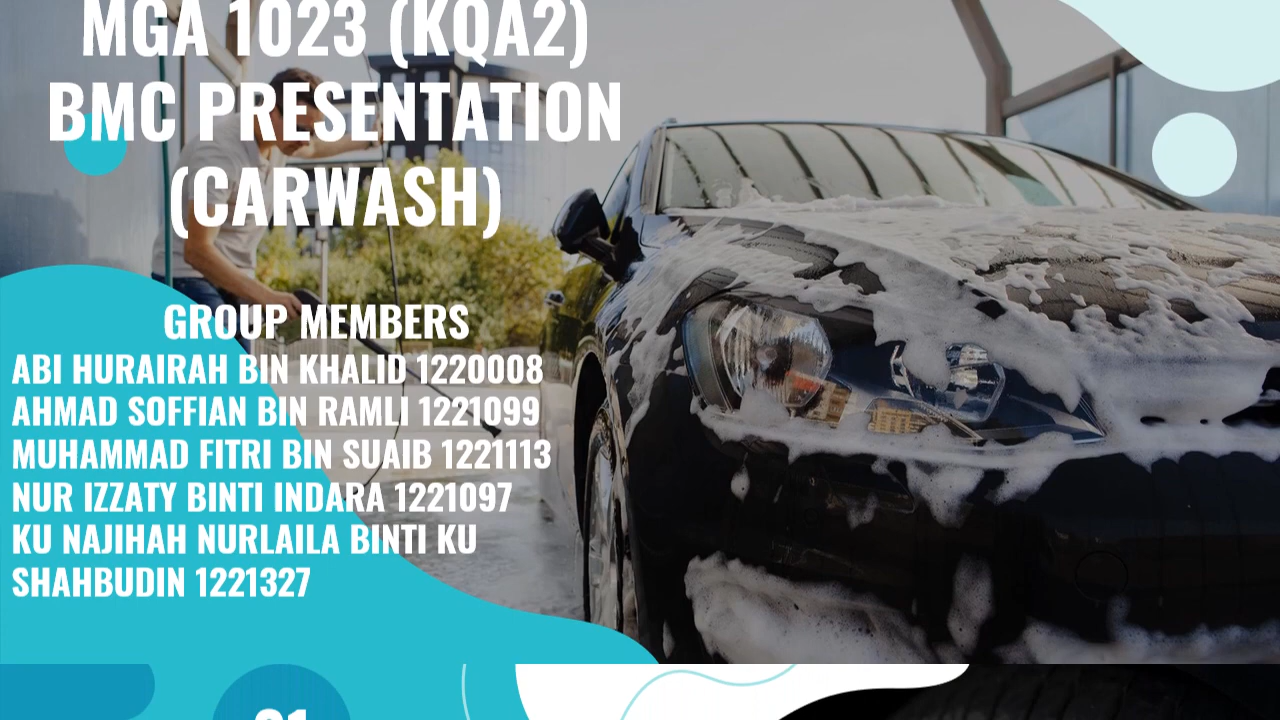 MGA 1023 (KQA2)
BMC PRESENTATION
(CARWASH)
GROUP MEMBERS
ABI HURAIRAH BIN KHALID 1220008
AHMAD SOFFIAN BIN RAMLI 1221099
MUHAMMAD FITRI BIN SUAIB 1221113
NUR IZZATY BINTI INDARA 1221097
KU NAJIHAH NURLAILA BINTI KU
SHAHBUDIN 1221327